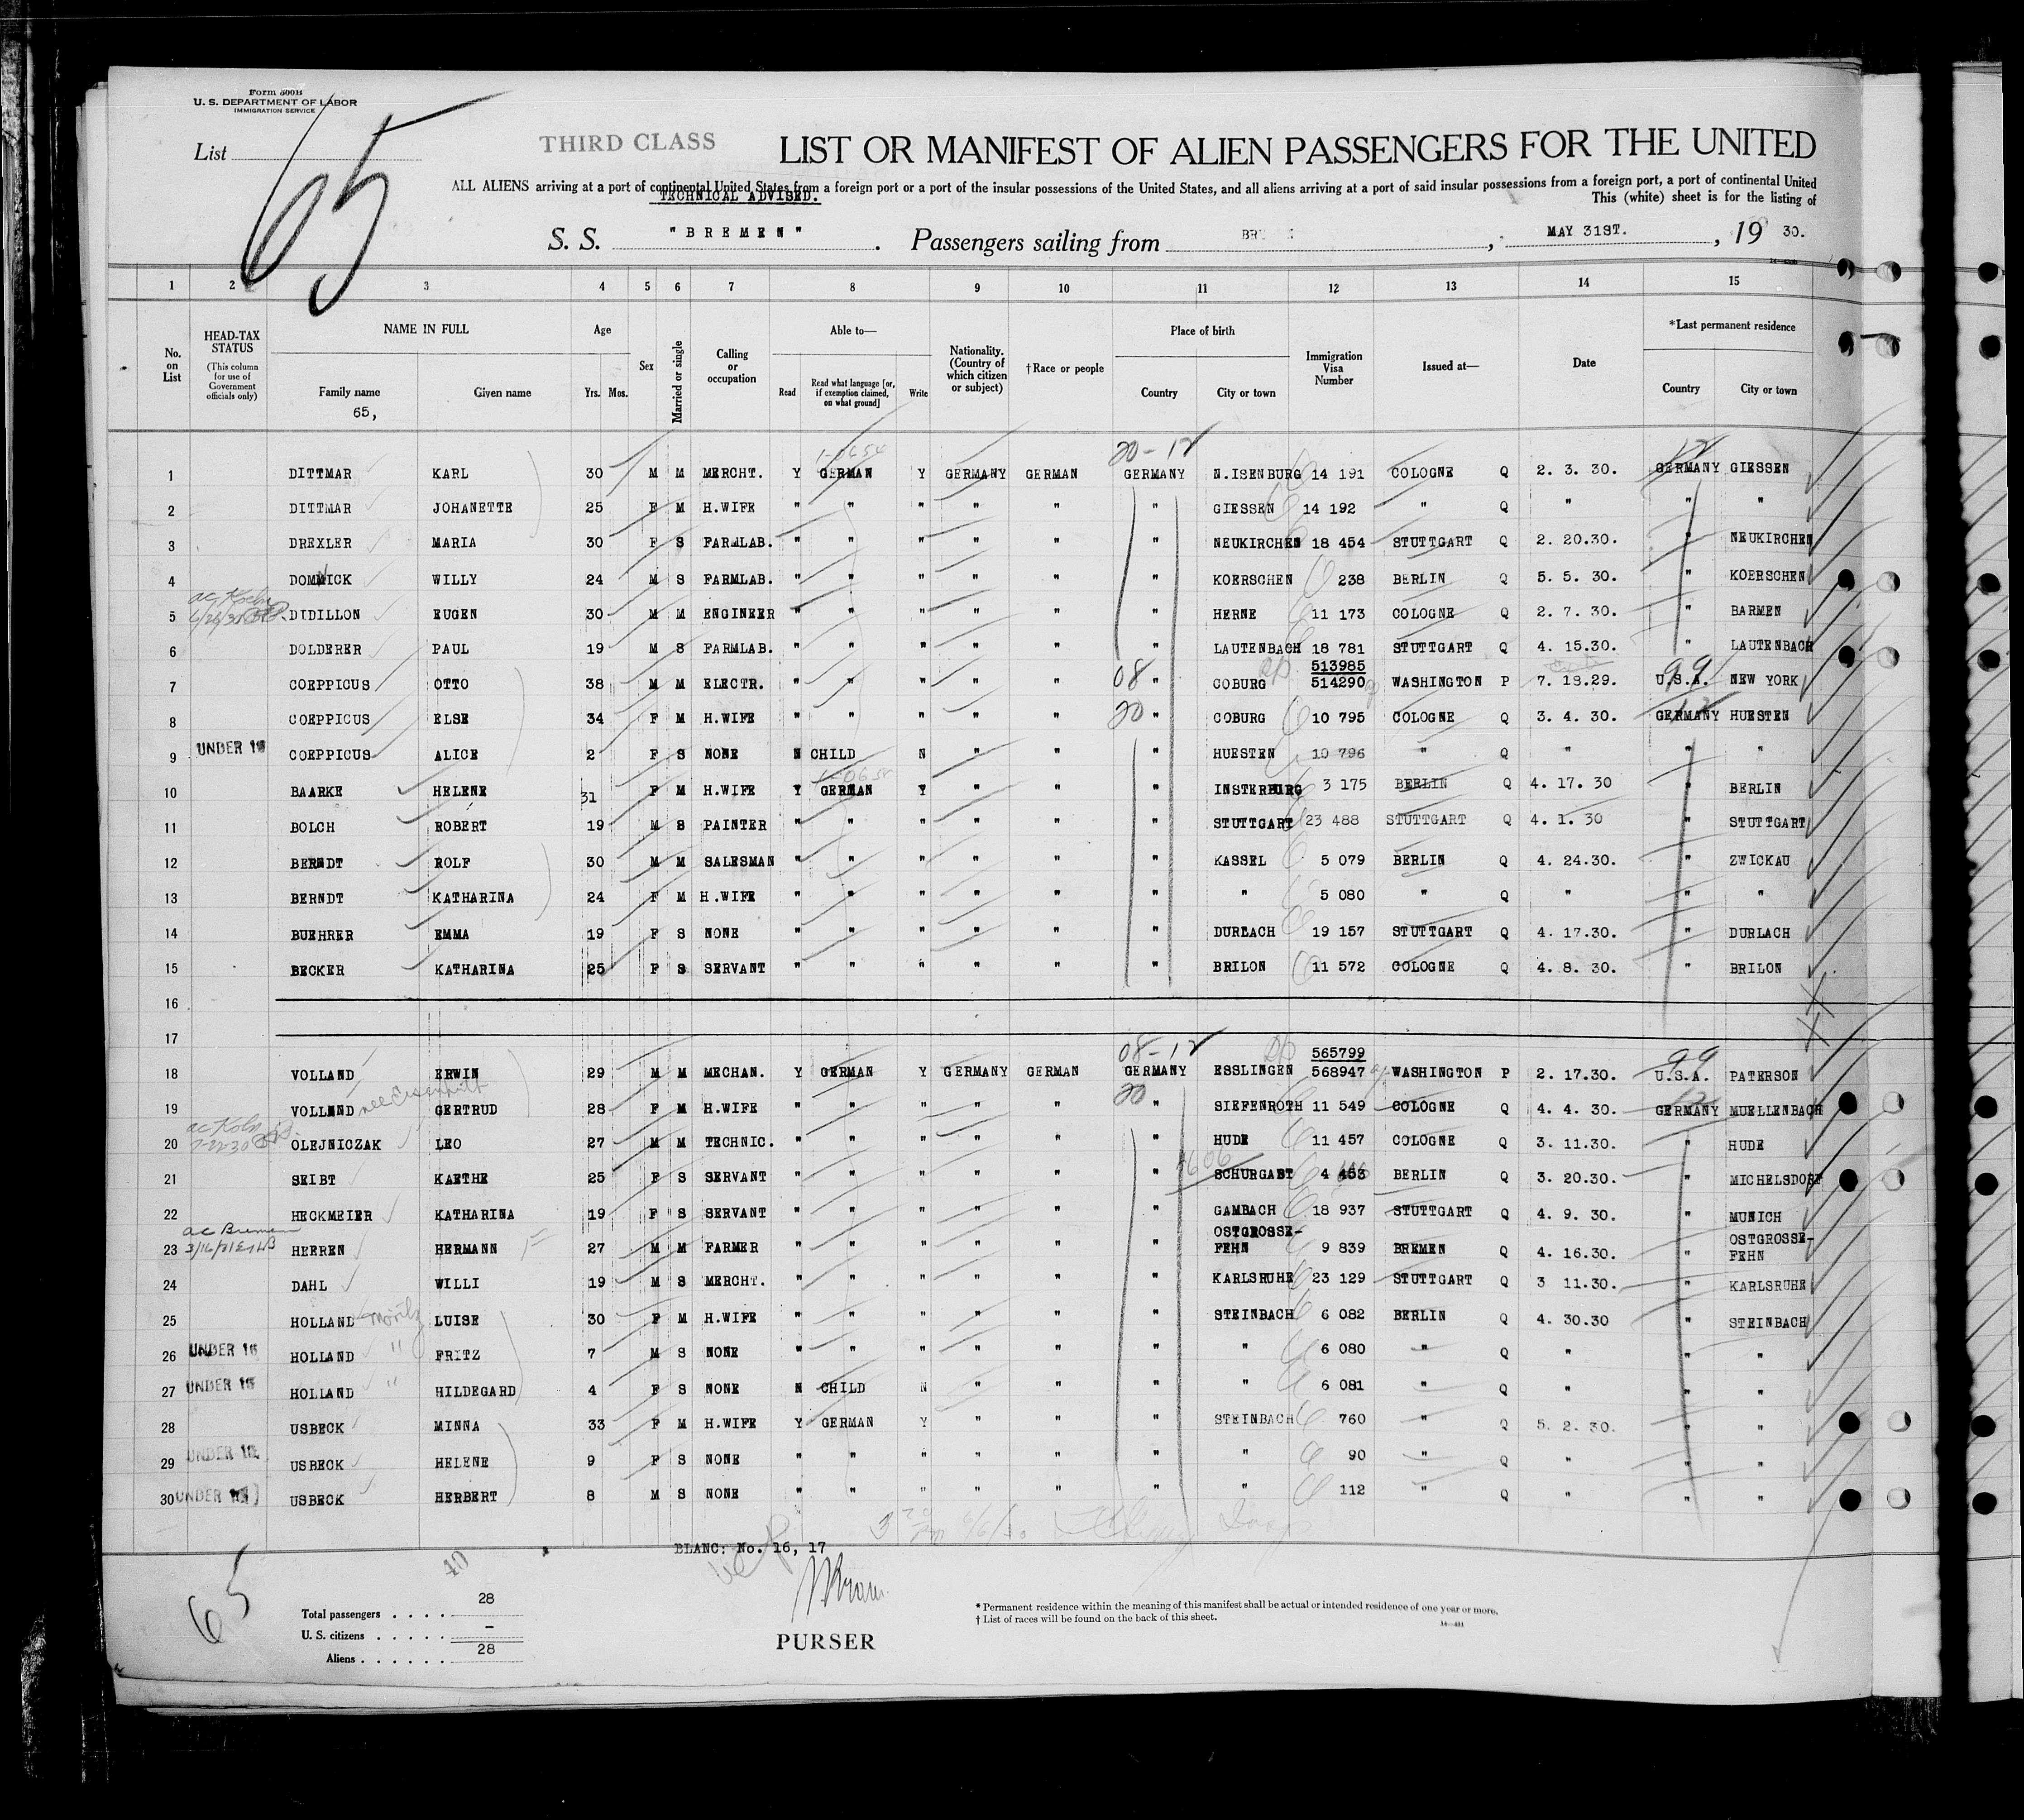 Form 500B
U. S. DEPARTMENT OF LABOR
IMMIGRATION SERVICE
List
65
THIRD CLASS
LIST OR MANIFEST OF ALIEN PASSENGERS FOR THE UNITED
ALL ALIENS arriving at a port of continental United States from a foreign port or a port of the insular possessions of the United States, and all aliens arriving at a port of said insular possessions from a foreign port, a port of continental United
TECHNICAL ADVISED.
This (white) sheet is for the listing of
S. S. "BREMEN". Passengers sailing from , MAY 31ST. , 19 30.
1 2 3 4 5 6 7 8 9 10 11 12 13 14 15
No. on List
HEAD-TAX STATUS
(This column for use of Government officials only)
NAME IN FULL
Family name Given name
65,
Age
Yrs. Mos.
Sex
Married or single
Calling or occupation
Able to—
Read
Read what language [or, if exemption claimed, on what ground]
Write
Nationality. (Country of which citizen or subject)
†Race or people
Place of birth
Country City or town
Immigration Visa Number
Issued at—
Date
*Last permanent residence
Country City or town
20-12 12
1 DITTMAR KARL 30 M M MERCHT. Y GERMAN Y GERMANY GERMAN GERMANY N.ISENBURG 14 191 COLOGNE Q 2. 3. 30. GERMANY GIESSEN
2 DITTMAR JOHANETTE 25 F M H.WIFE " " " " " " GIESSEN 14 192 " Q " " "
3 DREXLER MARIA 30 F S FARMLAB. " " " " " " NEUKIRCHEN 18 454 STUTTGART Q 2. 20.30. " NEUKIRCHEN
4 DOMNICK WILLY 24 M S FARMLAB. " " " " " " KOERSCHEN 238 BERLIN Q 5. 5. 30. " KOERSCHEN
ac Koeln
5 DIDILLON EUGEN 30 M M ENGINEER " " " " " " HERNE 11 173 COLOGNE Q 2. 7. 30. " BARMEN
6 DOLDERER PAUL 19 M S FARMLAB. " " " " " " LAUTENBACH 18 781 STUTTGART Q 4. 15.30. " LAUTENBACH
08 513985 99
7 COEPPICUS OTTO 38 M M ELECTR. " " " " " " COBURG 514290 WASHINGTON P 7. 18.29. U.S.A. NEW YORK
20 12
8 COEPPICUS ELSE 34 F M H.WIFE " " " " " " COBURG 10 795 COLOGNE Q 3. 4. 30. GERMANY HUESTEN
9 UNDER 16 COEPPICUS ALICE 2 F S NONE N CHILD N " " " HUESTEN 10 796 " Q " " "
10 BAARKE HELENE 31 F M H.WIFE Y GERMAN Y " " " INSTERBURG 3 175 BERLIN Q 4. 17. 30 " BERLIN
11 BOLCH ROBERT 19 M S PAINTER " " " " " " STUTTGART 23 488 STUTTGART Q 4. 1. 30 " STUTTGART
12 BERNDT ROLF 30 M M SALESMAN " " " " " " KASSEL 5 079 BERLIN Q 4. 24.30. " ZWICKAU
13 BERNDT KATHARINA 24 F M H.WIFE " " " " " " " 5 080 " Q " " "
14 BUEHRER EMMA 19 F S NONE " " " " " " DURLACH 19 157 STUTTGART Q 4. 17.30. " DURLACH
15 BECKER KATHARINA 25 F S SERVANT " " " " " " BRILON 11 572 COLOGNE Q 4. 8. 30. " BRILON
16
17
08-12 565799 99
18 VOLLAND ERWIN 29 M M MECHAN. Y GERMAN Y GERMANY GERMAN GERMANY ESSLINGEN 568947 WASHINGTON P 2. 17.30. U.S.A. PATERSON
20 12
19 VOLLAND GERTRUD 28 F M H.WIFE " " " " " " SIEFENROTH 11 549 COLOGNE Q 4. 4. 30. GERMANY MUELLENBACH
ac Koln
20 OLEJNICZAK LEO 27 M M TECHNIC. " " " " " " HUDE 11 457 COLOGNE Q 3. 11.30. " HUDE
21 SEIBT KAETHE 25 F S SERVANT " " " " " " SCHURGAST 4 453 BERLIN Q 3. 20.30. " MICHELSDORF
22 HECKMEIER KATHARINA 19 F S SERVANT " " " " " " GAMBACH 18 937 STUTTGART Q 4. 9. 30. " MUNICH
ac Bremen
23 HEEREN HERMANN 27 M M FARMER " " " " " " OSTGROSSE-FEHN 9 839 BREMEN Q 4. 16.30. " OSTGROSSE-FEHN
24 DAHL WILLI 19 M S MERCHT. " " " " " " KARLSRUHE 23 129 STUTTGART Q 3 11.30. " KARLSRUHE
25 HOLLAND LUISE 30 F M H.WIFE " " " " " " STEINBACH 6 082 BERLIN Q 4. 30.30 " STEINBACH
26 UNDER 16 HOLLAND " FRITZ 7 M S NONE " " " " " " " 6 080 " Q " " "
27 UNDER 16 HOLLAND " HILDEGARD 4 F S NONE N CHILD N " " " " 6 081 " Q " " "
28 USBECK MINNA 33 F M H.WIFE Y GERMAN Y " " " STEINBACH 760 " Q 5. 2. 30. " "
29 UNDER 16 USBECK HELENE 9 F S NONE " " " " " " " 90 " Q " " "
30 UNDER 16 USBECK HERBERT 8 M S NONE " " " " " " " 112 " Q " " "
BLANC: No. 16, 17
65
Total passengers . . . . 28
U. S. citizens . . . . . -
Aliens . . . . . . 28
PURSER
* Permanent residence within the meaning of this manifest shall be actual or intended residence of one year or more.
† List of races will be found on the back of this sheet.